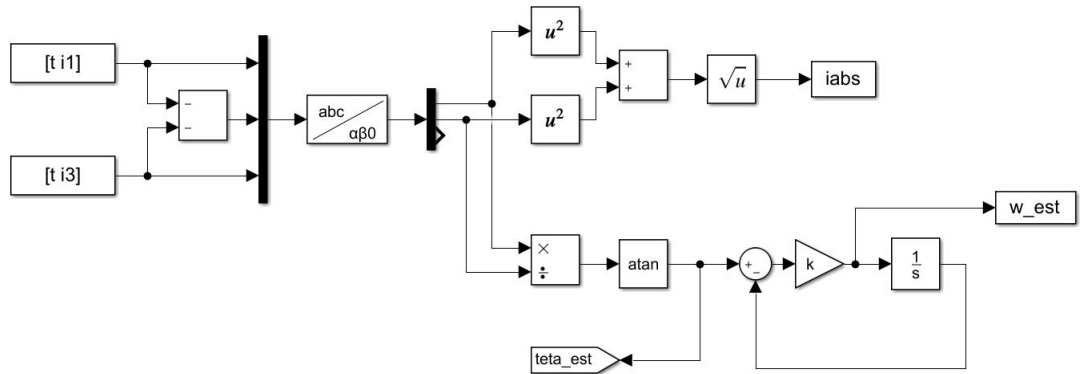 [t i1]
−
−
[t i3]
abc
αβ0
u²
u²
+
+
√u
iabs
×
÷
atan
+
−
k
1
s
w_est
teta_est